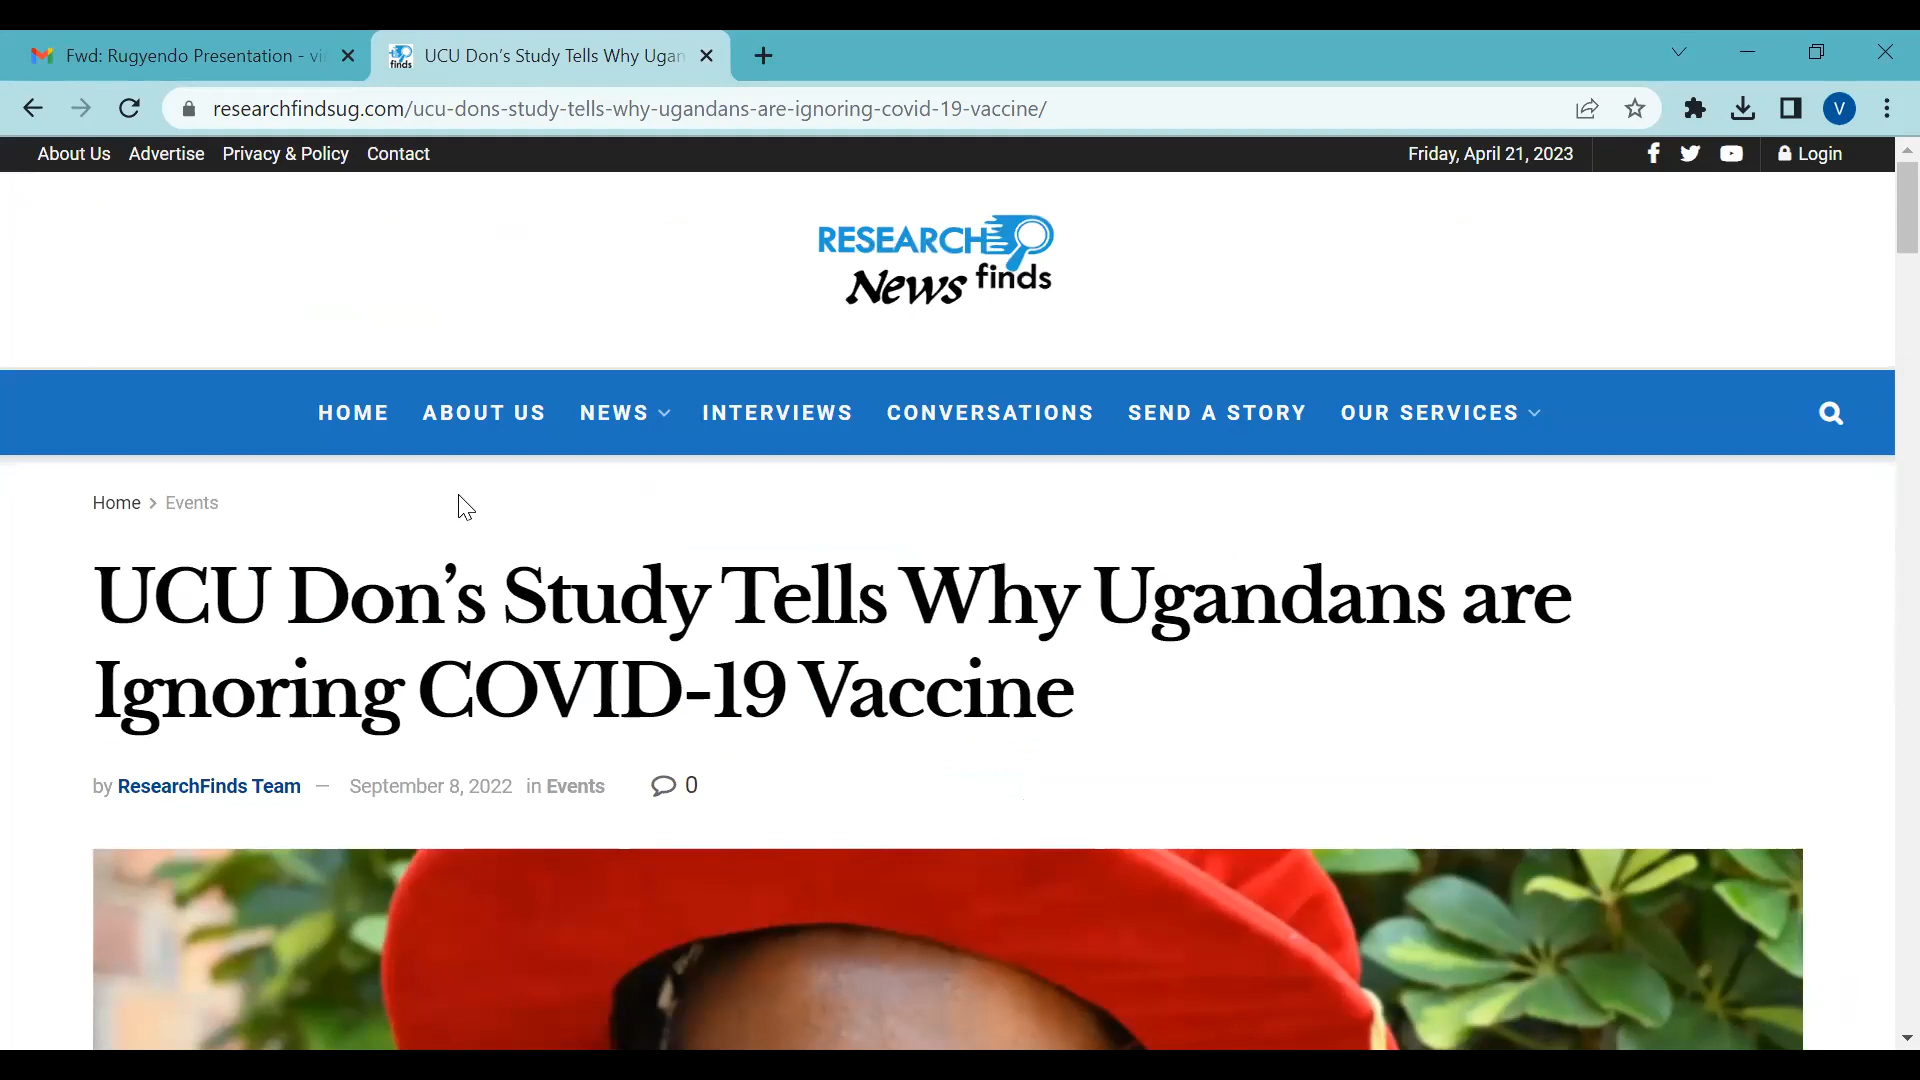 Fwd: Rugyendo Presentation - vi
UCU Don's Study Tells Why Ugan
researchfindsug.com/ucu-dons-study-tells-why-ugandans-are-ignoring-covid-19-vaccine/
V
About Us Advertise Privacy & Policy Contact Friday, April 21, 2023 Login
RESEARCH
News finds
HOME ABOUT US NEWS INTERVIEWS CONVERSATIONS SEND A STORY OUR SERVICES
Home > Events
UCU Don’s Study Tells Why Ugandans are
Ignoring COVID-19 Vaccine
by ResearchFinds Team — September 8, 2022 in Events 0